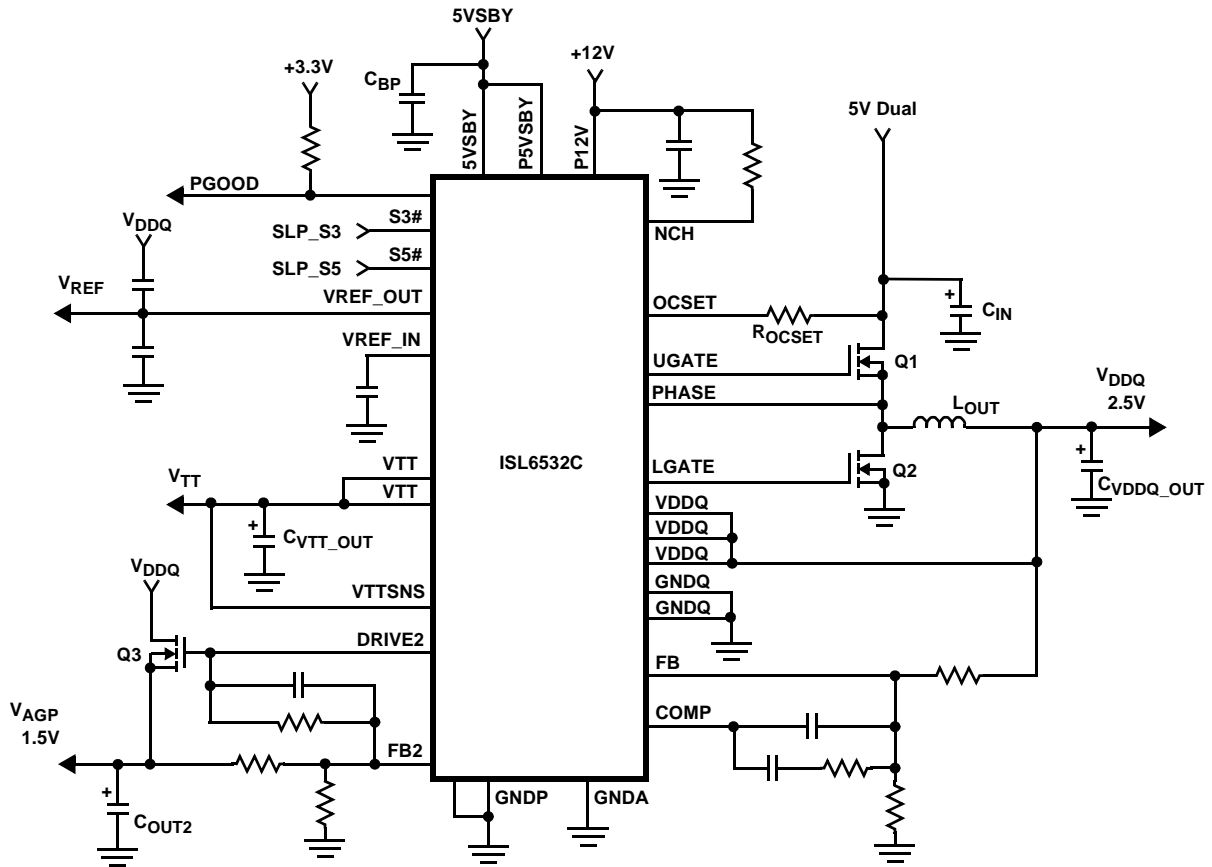 5VSBY
+12V
+3.3V
CBP
5V Dual
5VSBY
P5VSBY
P12V
PGOOD
NCH
VDDQ
S3#
SLP_S3
S5#
SLP_S5
VREF
VREF_OUT
OCSET
ROCSET
+
CIN
VREF_IN
UGATE
Q1
PHASE
LOUT
VDDQ
2.5V
ISL6532C
VTT
VTT
VTT
LGATE
Q2
+
CVDDQ_OUT
+
CVTT_OUT
VDDQ
VDDQ
VDDQ
VDDQ
VTTSNS
GNDQ
GNDQ
DRIVE2
Q3
FB
VAGP
1.5V
COMP
FB2
+
COUT2
GNDP
GNDA